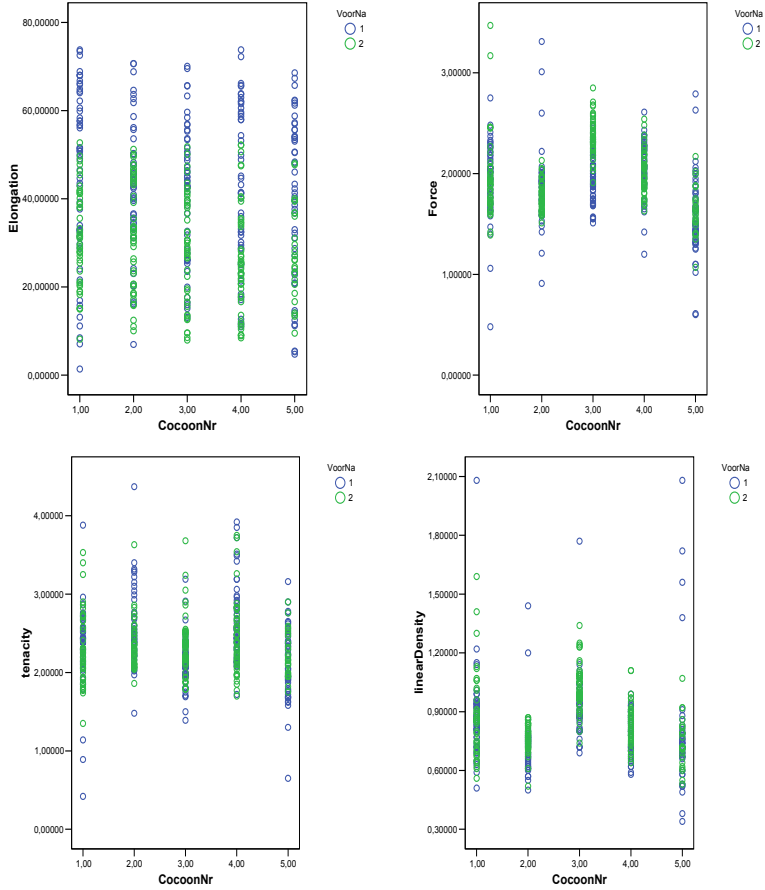 VoorNa
1
2
80,00000
60,00000
40,00000
20,00000
0,00000
Elongation
1,00 2,00 3,00 4,00 5,00
CocoonNr
VoorNa
1
2
3,00000
2,00000
1,00000
0,00000
Force
1,00 2,00 3,00 4,00 5,00
CocoonNr
VoorNa
1
2
4,00000
3,00000
2,00000
1,00000
0,00000
tenacity
1,00 2,00 3,00 4,00 5,00
CocoonNr
VoorNa
1
2
2,10000
1,80000
1,50000
1,20000
0,90000
0,60000
0,30000
linearDensity
1,00 2,00 3,00 4,00 5,00
CocoonNr